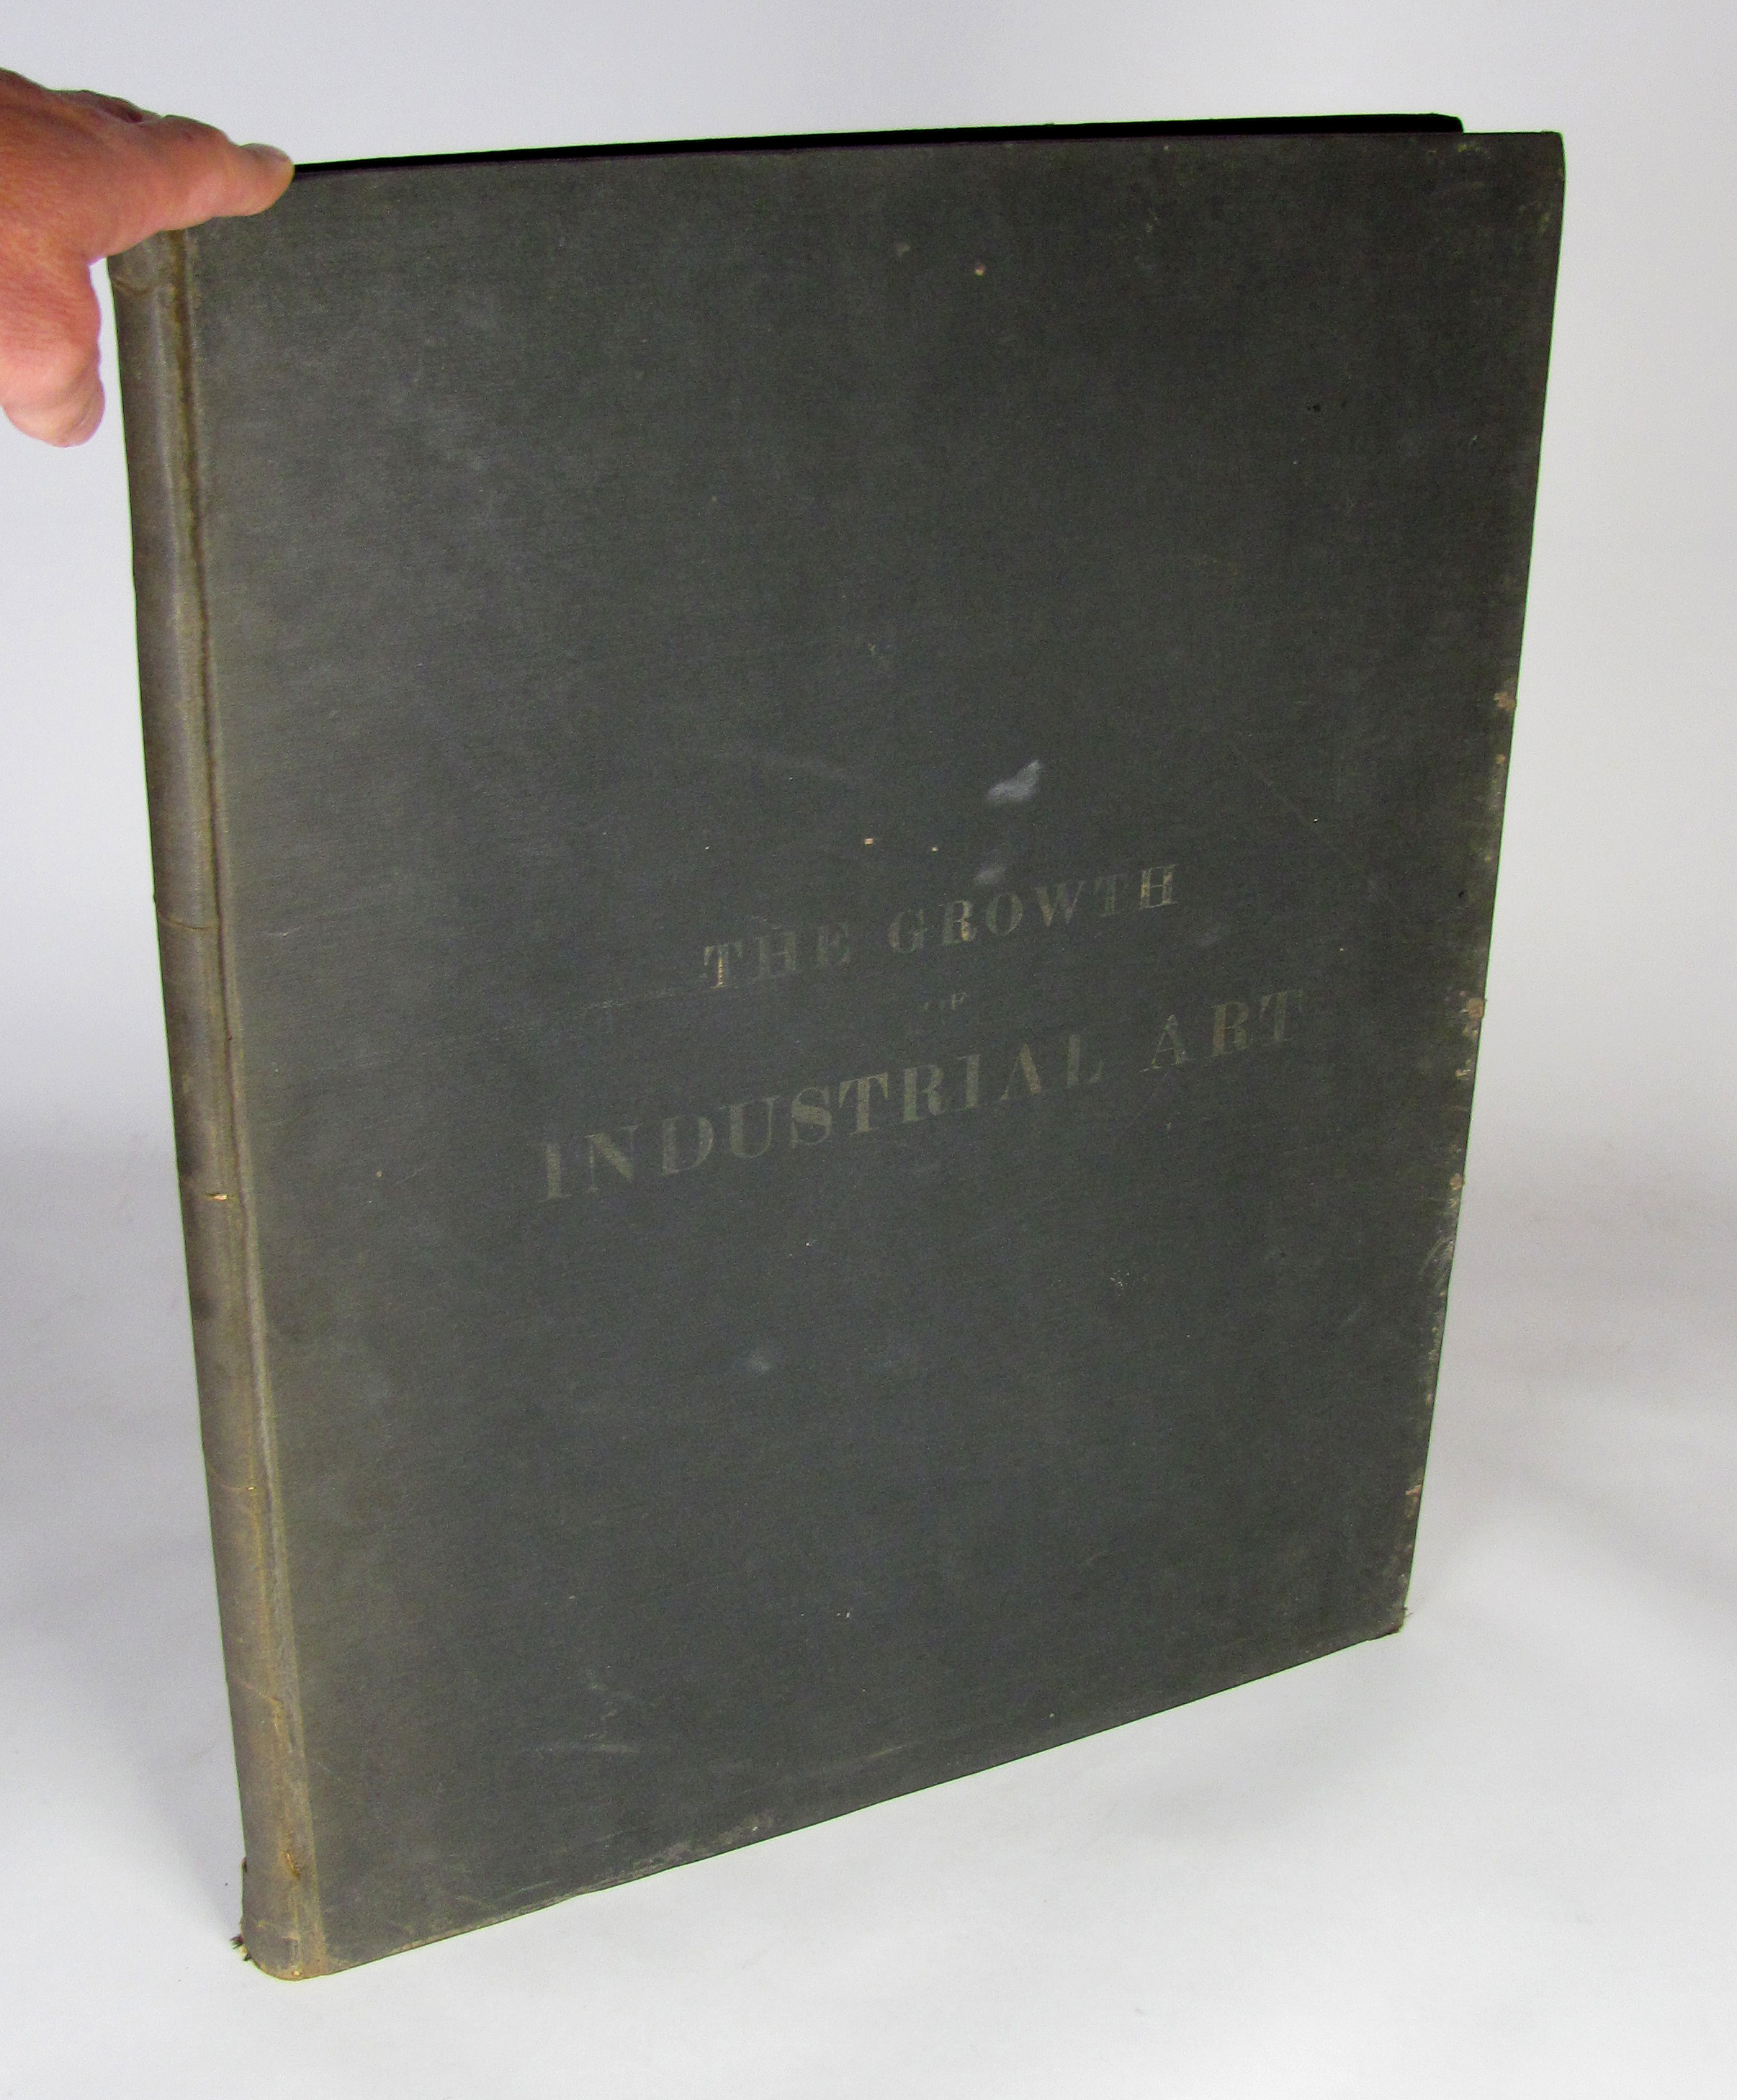 THE GROWTH
OF
INDUSTRIAL ART